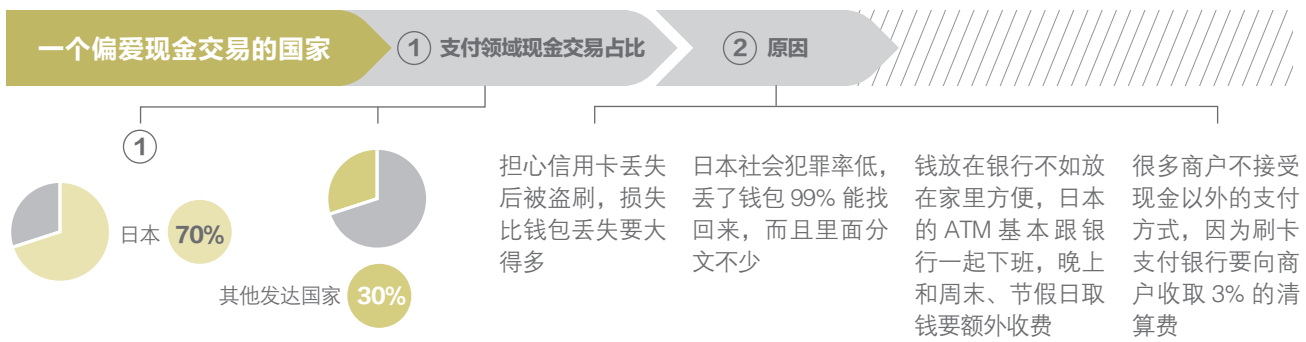 一个偏爱现金交易的国家
① 支付领域现金交易占比
② 原因
①
日本 70%
其他发达国家 30%
担心信用卡丢失
后被盗刷，损失
比钱包丢失要大
得多
日本社会犯罪率低，
丢了钱包 99% 能找
回来，而且里面分
文不少
钱放在银行不如放
在家里方便，日本
的 ATM 基本跟银
行一起下班，晚上
和周末、节假日取
钱要额外收费
很多商户不接受
现金以外的支付
方式，因为刷卡
支付银行要向商
户收取 3% 的清
算费